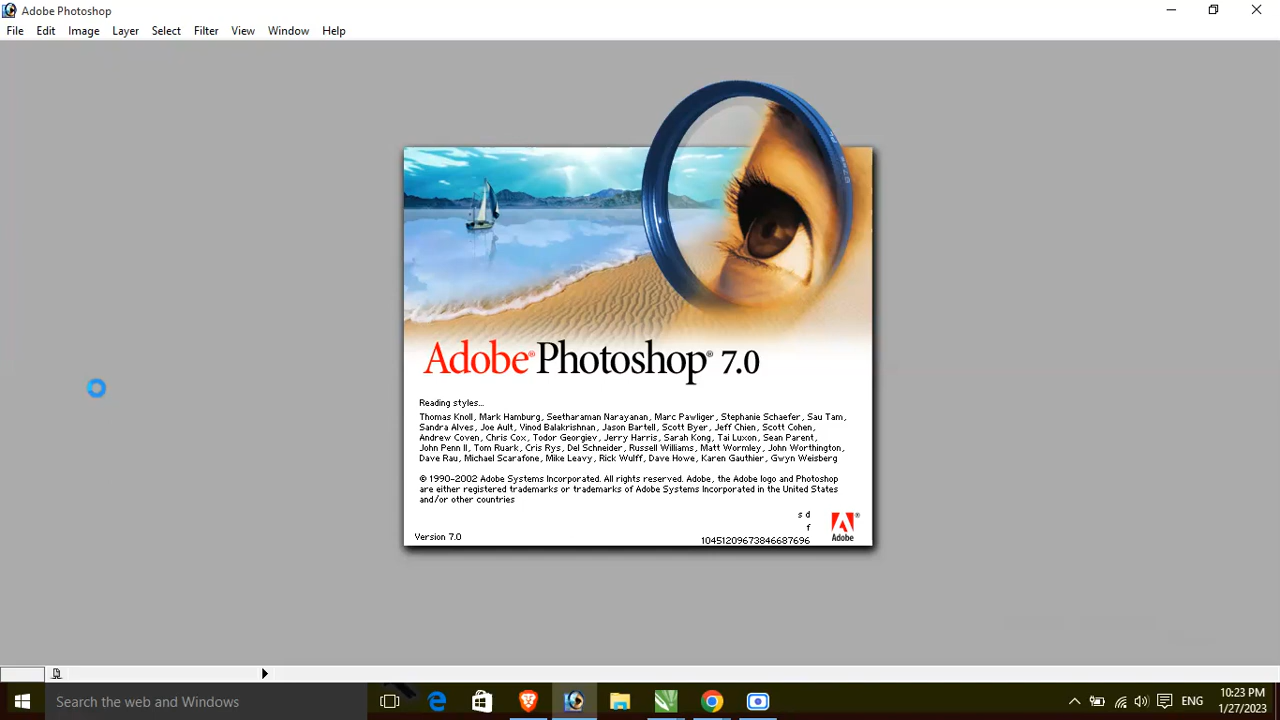 Adobe Photoshop
File Edit Image Layer Select Filter View Window Help
Adobe® Photoshop® 7.0
Reading styles...
Thomas Knoll, Mark Hamburg, Seetharaman Narayanan, Marc Pawliger, Stephanie Schaefer, Sau Tam,
Sandra Alves, Joe Ault, Vinod Balakrishnan, Jason Bartell, Scott Byer, Jeff Chien, Scott Cohen,
Andrew Coven, Chris Cox, Todor Georgiev, Jerry Harris, Sarah Kong, Tai Luxon, Sean Parent,
John Penn II, Tom Ruark, Cris Rys, Del Schneider, Russell Williams, Matt Wormley, John Worthington,
Dave Rau, Michael Scarafone, Mike Leavy, Rick Wulff, Dave Howe, Karen Gauthier, Gwyn Weisberg
© 1990-2002 Adobe Systems Incorporated. All rights reserved. Adobe, the Adobe logo and Photoshop
are either registered trademarks or trademarks of Adobe Systems Incorporated in the United States
and/or other countries
s d
f
Version 7.0 10451209673846687696
Adobe®
Search the web and Windows
ENG
10:23 PM
1/27/2023